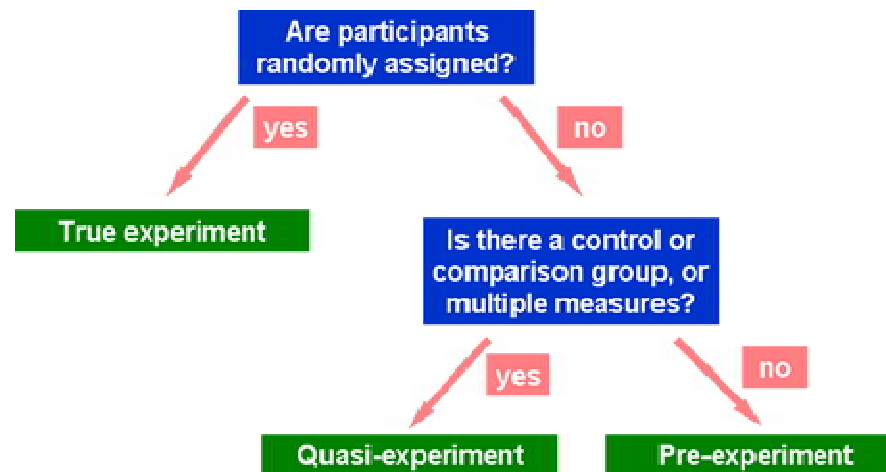 Are participants
randomly assigned?
yes
no
True experiment
Is there a control or
comparison group, or
multiple measures?
yes
no
Quasi-experiment
Pre-experiment